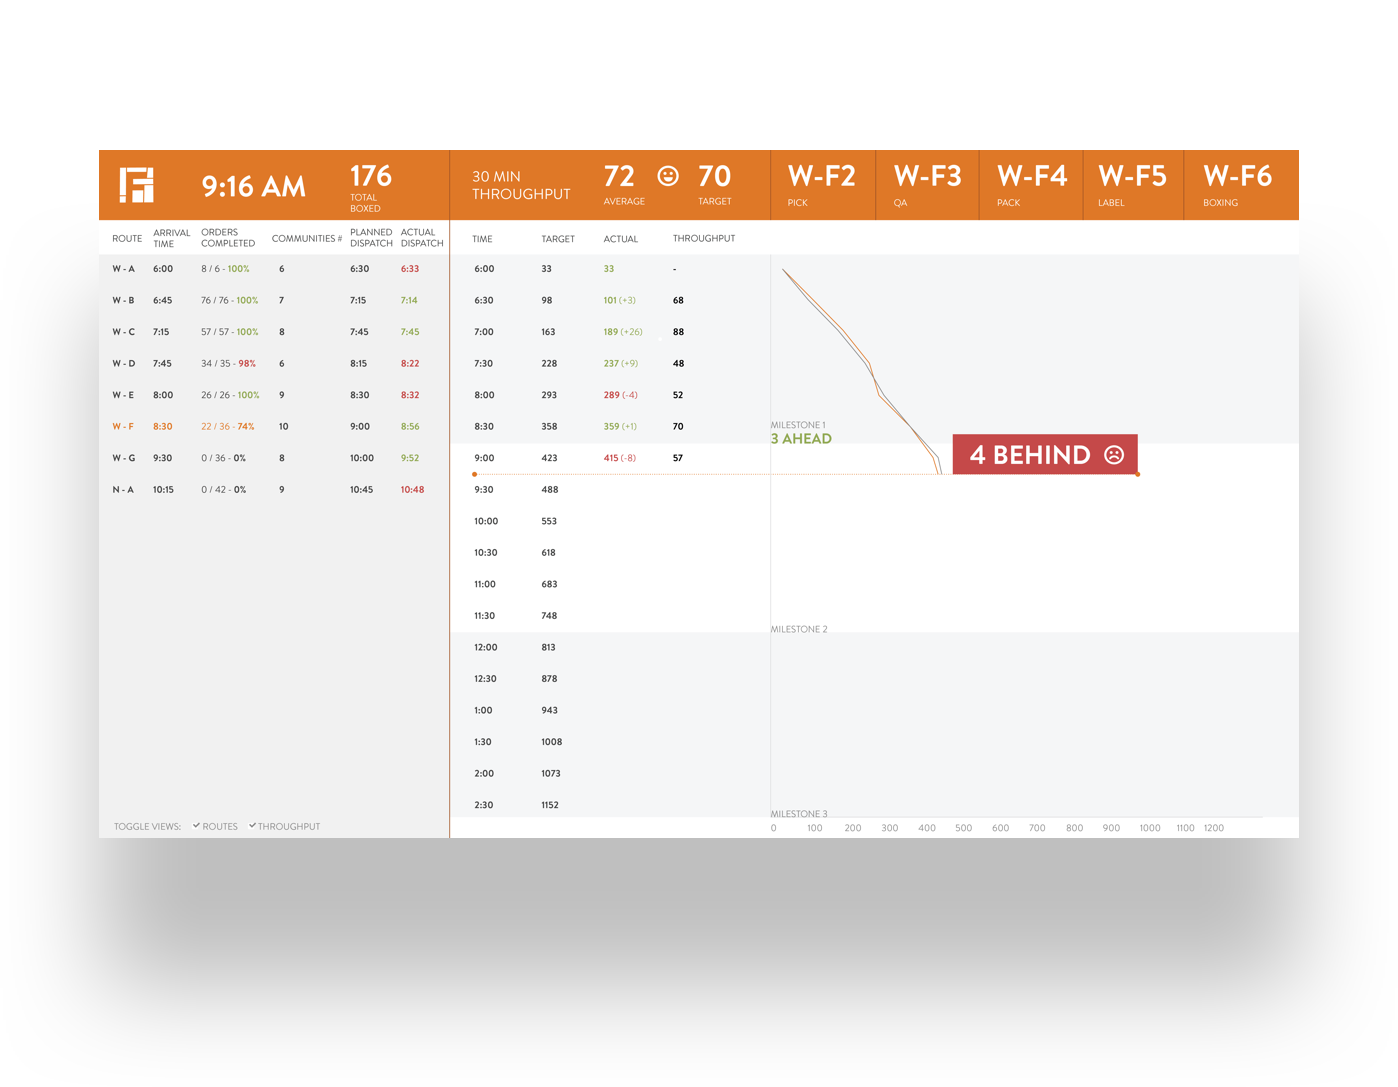 9:16 AM
176
TOTAL
BOXED
30 MIN
THROUGHPUT
72
AVERAGE
70
TARGET
W-F2
PICK
W-F3
QA
W-F4
PACK
W-F5
LABEL
W-F6
BOXING
ROUTE ARRIVAL TIME ORDERS COMPLETED COMMUNITIES # PLANNED DISPATCH ACTUAL DISPATCH
W - A 6:00 8 / 6 - 100% 6 6:30 6:33
W - B 6:45 76 / 76 - 100% 7 7:15 7:14
W - C 7:15 57 / 57 - 100% 8 7:45 7:45
W - D 7:45 34 / 35 - 98% 6 8:15 8:22
W - E 8:00 26 / 26 - 100% 9 8:30 8:32
W - F 8:30 22 / 36 - 74% 10 9:00 8:56
W - G 9:30 0 / 36 - 0% 8 10:00 9:52
N - A 10:15 0 / 42 - 0% 9 10:45 10:48
TOGGLE VIEWS: ROUTES THROUGHPUT
TIME TARGET ACTUAL THROUGHPUT
6:00 33 33 -
6:30 98 101 (+3) 68
7:00 163 189 (+26) 88
7:30 228 237 (+9) 48
8:00 293 289 (-4) 52
8:30 358 359 (+1) 70
9:00 423 415 (-8) 57
9:30 488
10:00 553
10:30 618
11:00 683
11:30 748
12:00 813
12:30 878
1:00 943
1:30 1008
2:00 1073
2:30 1152
MILESTONE 1
3 AHEAD
4 BEHIND
MILESTONE 2
MILESTONE 3
0 100 200 300 400 500 600 700 800 900 1000 1100 1200